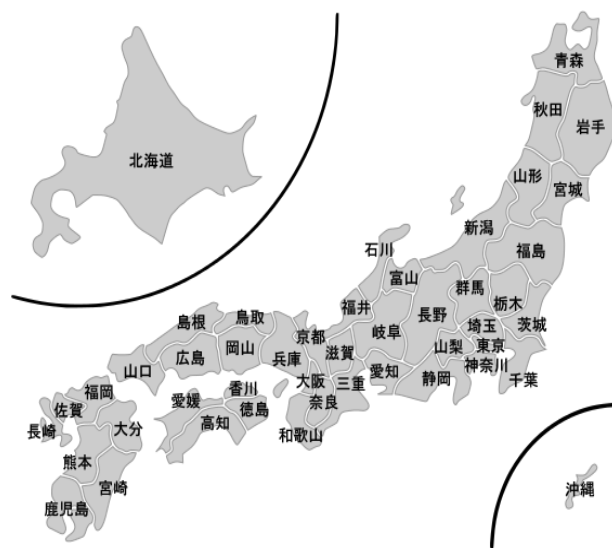 北海道
青森
秋田
岩手
山形
宮城
新潟
福島
石川
富山
群馬
栃木
福井
長野
埼玉
茨城
岐阜
山梨
東京
神奈川
千葉
静岡
愛知
島根
鳥取
京都
滋賀
広島
岡山
兵庫
大阪
三重
奈良
和歌山
山口
香川
愛媛
徳島
高知
福岡
佐賀
長崎
大分
熊本
宮崎
鹿児島
沖縄